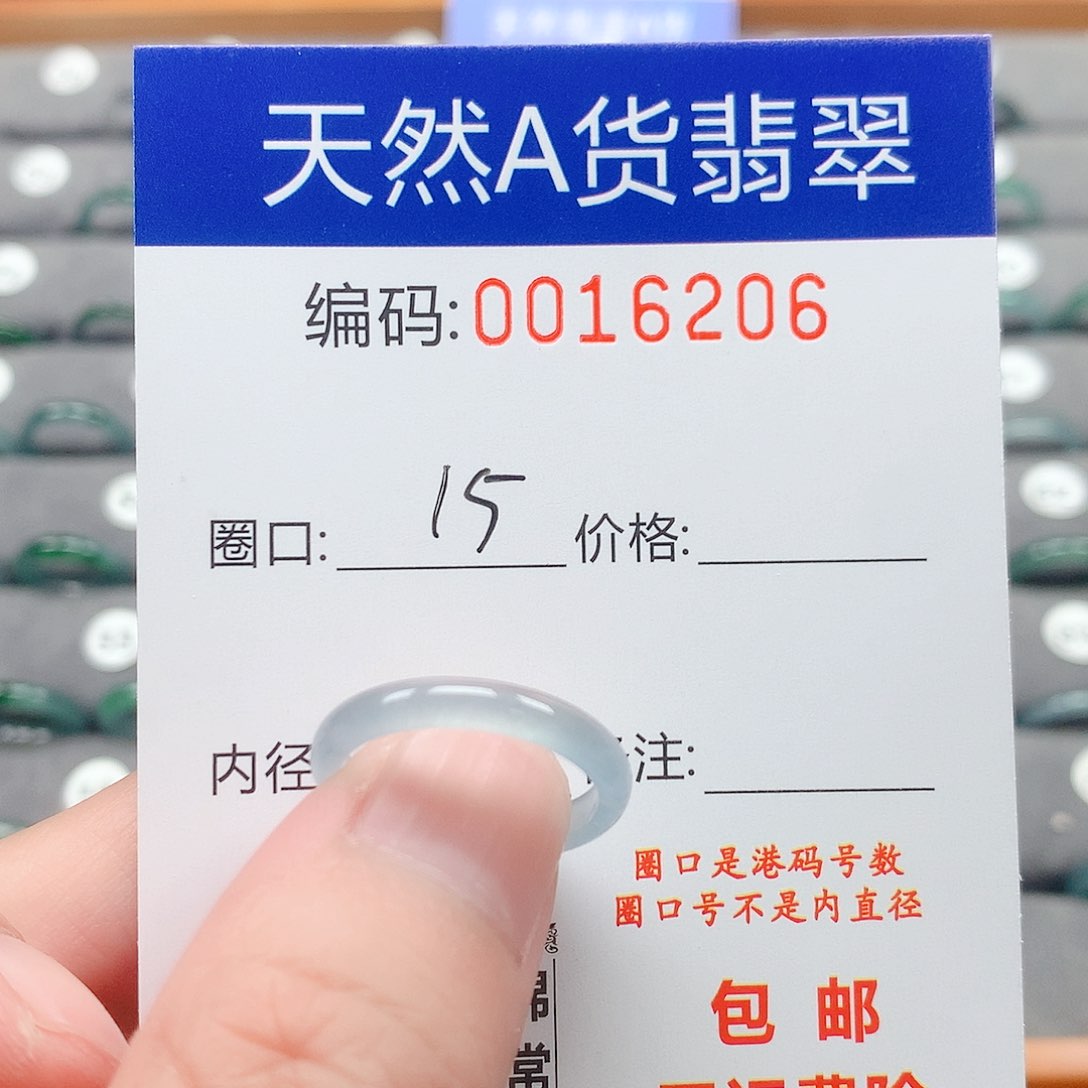 天然A货翡翠
编码:0016206
圈口: 15 价格:
内径 注:
圈口是港码号数
圈口号不是内直径
包邮
常